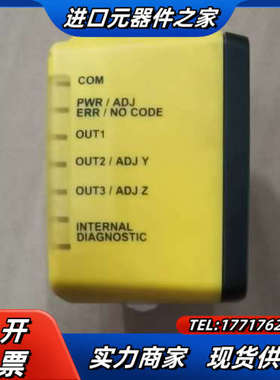 进口元器件之家
COM
PWR / ADJ
ERR / NO CODE
OUT1
OUT2 / ADJ Y
OUT3 / ADJ Z
INTERNAL
DIAGNOSTIC
开
票
TEL:1771762
实力商家 现货供